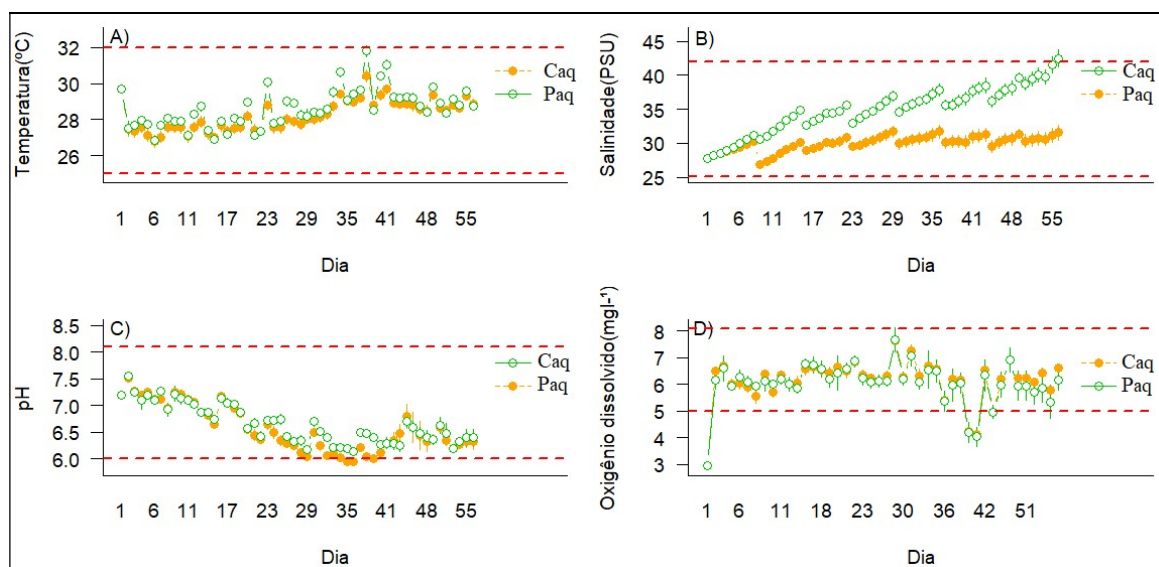 A)
Temperatura(ºC)
32
30
28
26
1 6 11 17 23 29 35 41 48 55
Dia
Caq
Paq
B)
Salinidade(PSU)
45
40
35
30
25
1 6 11 17 23 29 35 41 48 55
Dia
Caq
Paq
C)
pH
8.5
8.0
7.5
7.0
6.5
6.0
1 6 11 17 23 29 35 41 48 55
Dia
Caq
Paq
D)
Oxigênio dissolvido(mgl-¹)
8
7
6
5
4
3
1 6 11 18 24 30 36 42 51
Dia
Caq
Paq